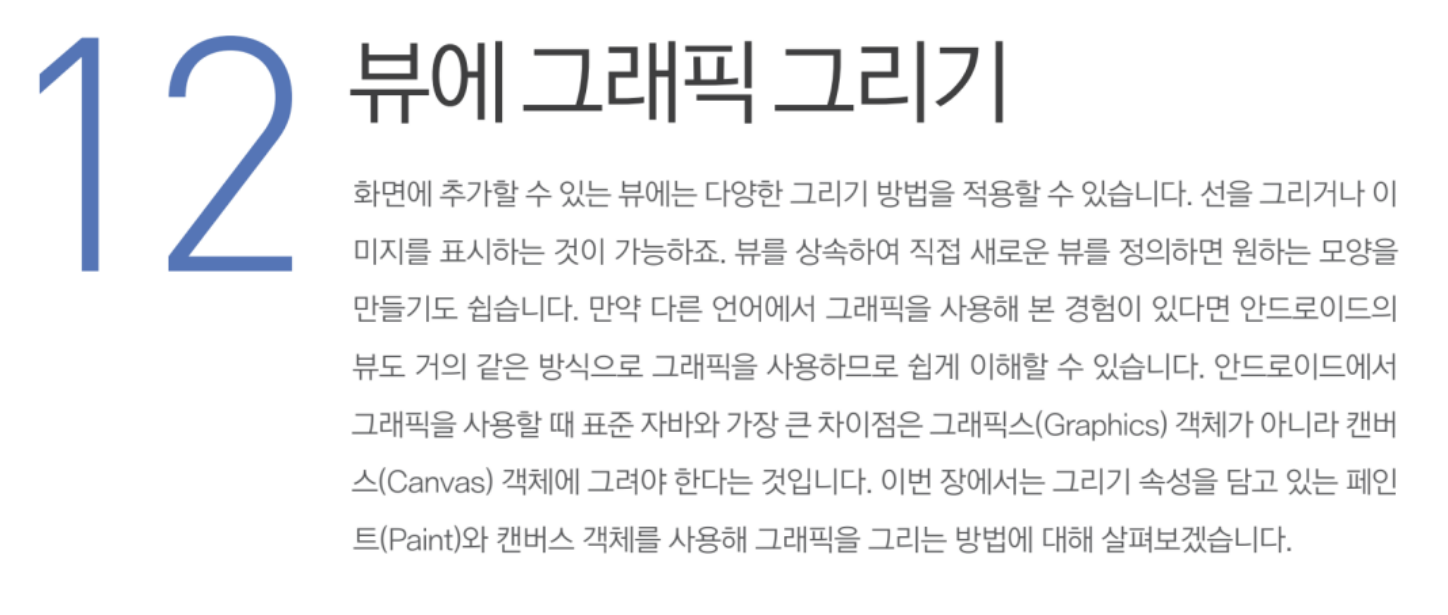 12
뷰에 그래픽 그리기
화면에 추가할 수 있는 뷰에는 다양한 그리기 방법을 적용할 수 있습니다. 선을 그리거나 이
미지를 표시하는 것이 가능하죠. 뷰를 상속하여 직접 새로운 뷰를 정의하면 원하는 모양을
만들기도 쉽습니다. 만약 다른 언어에서 그래픽을 사용해 본 경험이 있다면 안드로이드의
뷰도 거의 같은 방식으로 그래픽을 사용하므로 쉽게 이해할 수 있습니다. 안드로이드에서
그래픽을 사용할 때 표준 자바와 가장 큰 차이점은 그래픽스(Graphics) 객체가 아니라 캔버
스(Canvas) 객체에 그려야 한다는 것입니다. 이번 장에서는 그리기 속성을 담고 있는 페인
트(Paint)와 캔버스 객체를 사용해 그래픽을 그리는 방법에 대해 살펴보겠습니다.